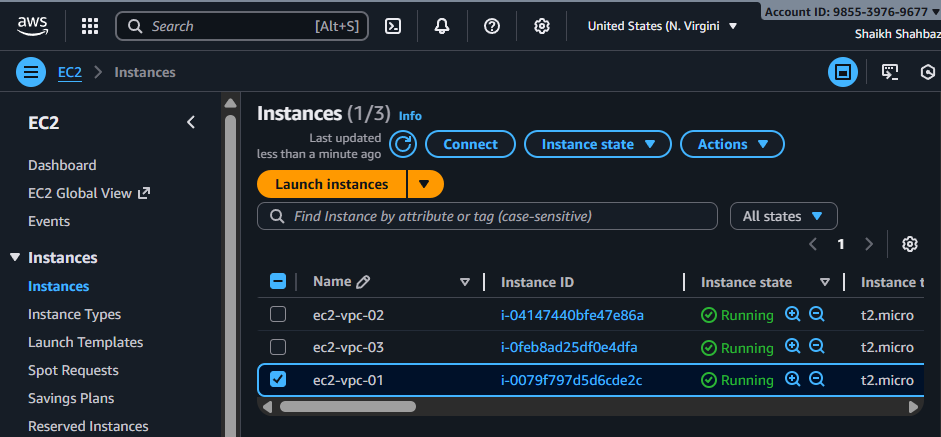 aws
Search [Alt+S]
United States (N. Virgini
Account ID: 9855-3976-9677
Shaikh Shahbaz
EC2 > Instances
EC2
Dashboard
EC2 Global View
Events
Instances
Instances
Instance Types
Launch Templates
Spot Requests
Savings Plans
Reserved Instances
Instances (1/3) Info
Last updated
less than a minute ago
Connect
Instance state
Actions
Launch instances
Find Instance by attribute or tag (case-sensitive)
All states
1
Name Instance ID Instance state Instance t
ec2-vpc-02 i-04147440bfe47e86a Running t2.micro
ec2-vpc-03 i-0feb8ad25df0e4dfa Running t2.micro
ec2-vpc-01 i-0079f797d5d6cde2c Running t2.micro